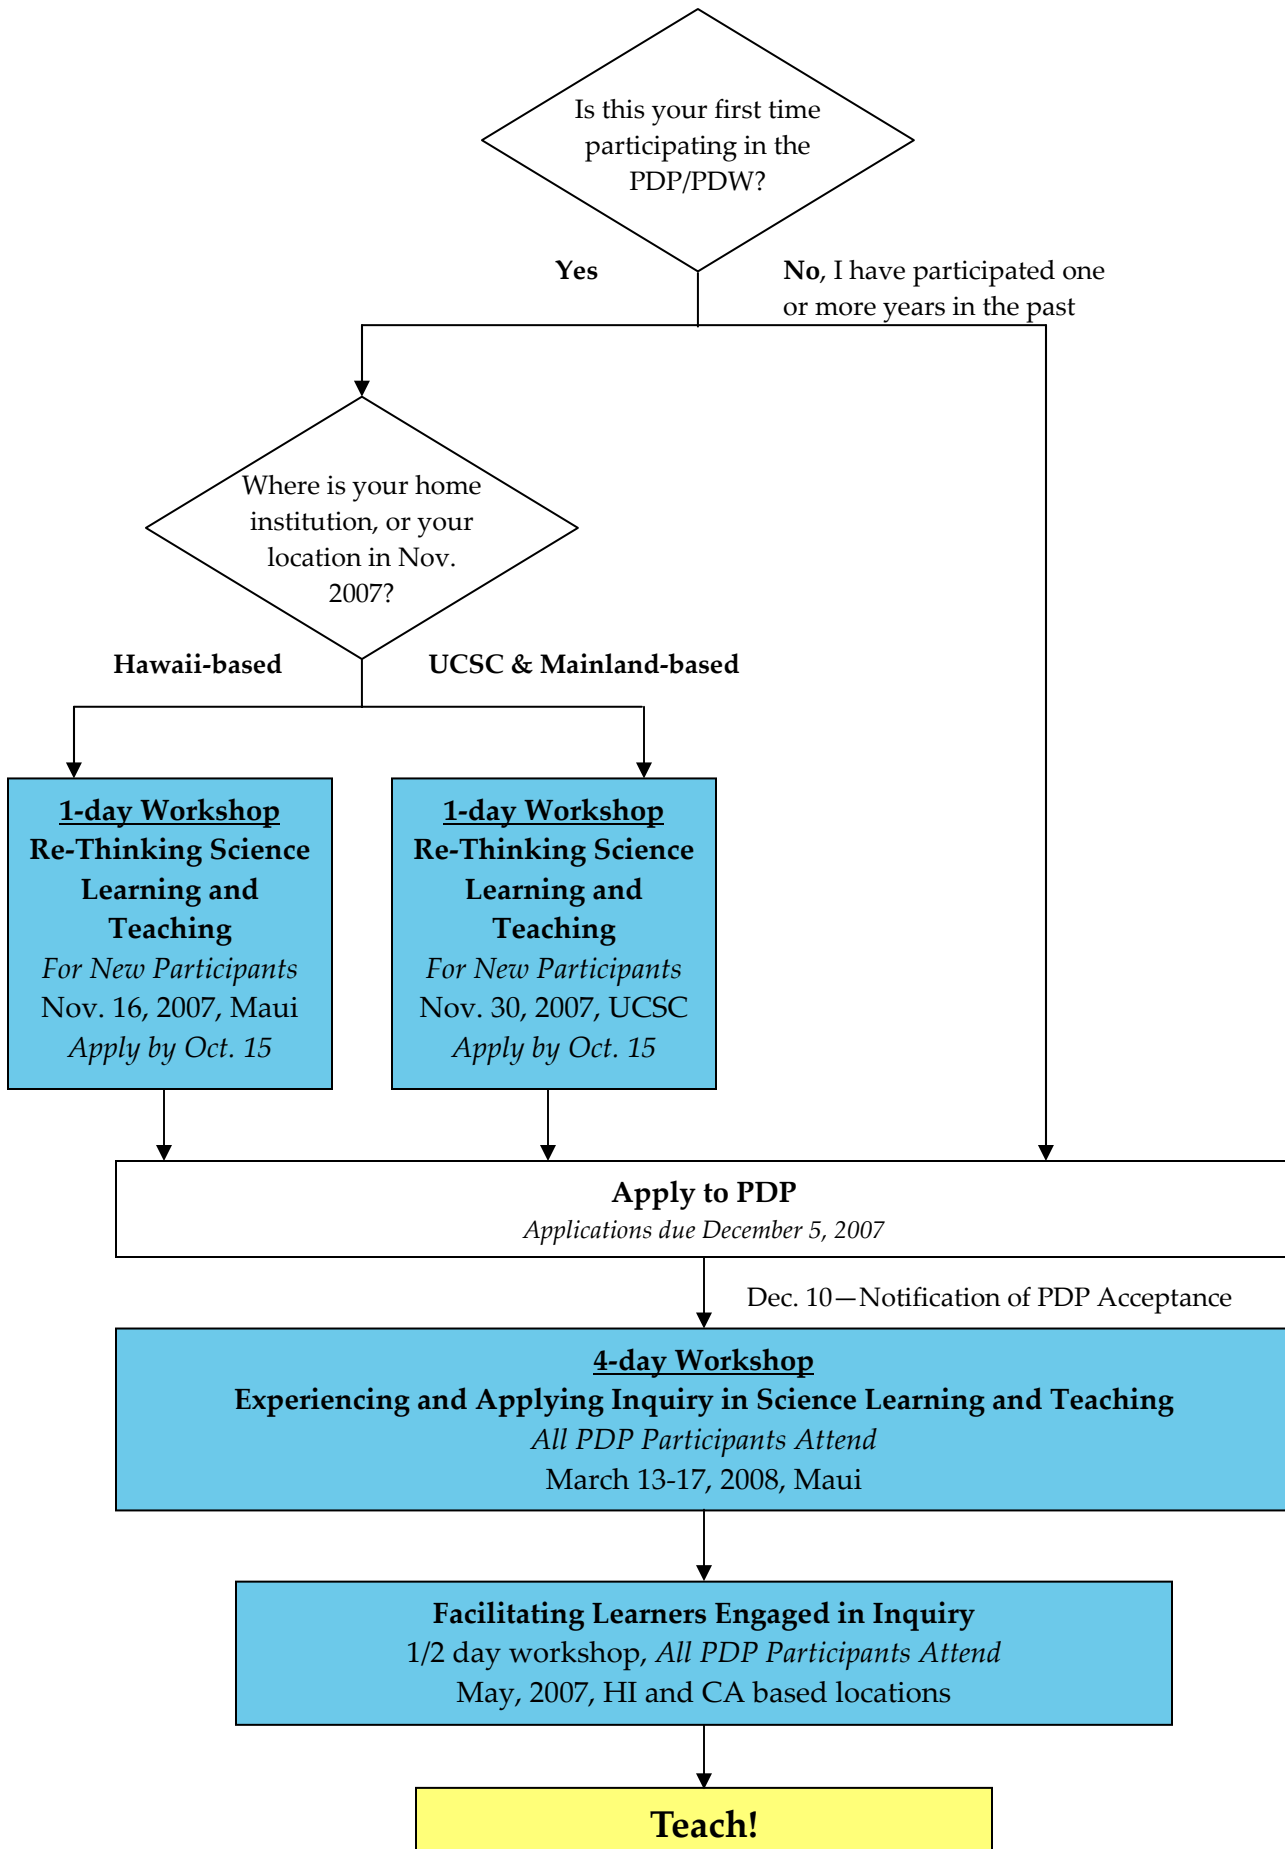 Is this your first time
participating in the
PDP/PDW?
Yes
No, I have participated one
or more years in the past
Where is your home
institution, or your
location in Nov.
2007?
Hawaii-based
UCSC & Mainland-based
1-day Workshop
Re-Thinking Science
Learning and
Teaching
For New Participants
Nov. 16, 2007, Maui
Apply by Oct. 15
1-day Workshop
Re-Thinking Science
Learning and
Teaching
For New Participants
Nov. 30, 2007, UCSC
Apply by Oct. 15
Apply to PDP
Applications due December 5, 2007
Dec. 10—Notification of PDP Acceptance
4-day Workshop
Experiencing and Applying Inquiry in Science Learning and Teaching
All PDP Participants Attend
March 13-17, 2008, Maui
Facilitating Learners Engaged in Inquiry
1/2 day workshop, All PDP Participants Attend
May, 2007, HI and CA based locations
Teach!